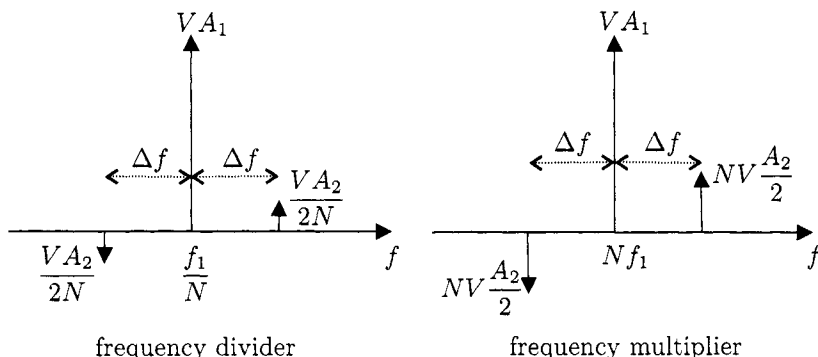 VA₁
Δf Δf
VA₂/2N
VA₂/2N
f₁/N
f
frequency divider
VA₁
Δf Δf
NV A₂/2
NV A₂/2
Nf₁
f
frequency multiplier